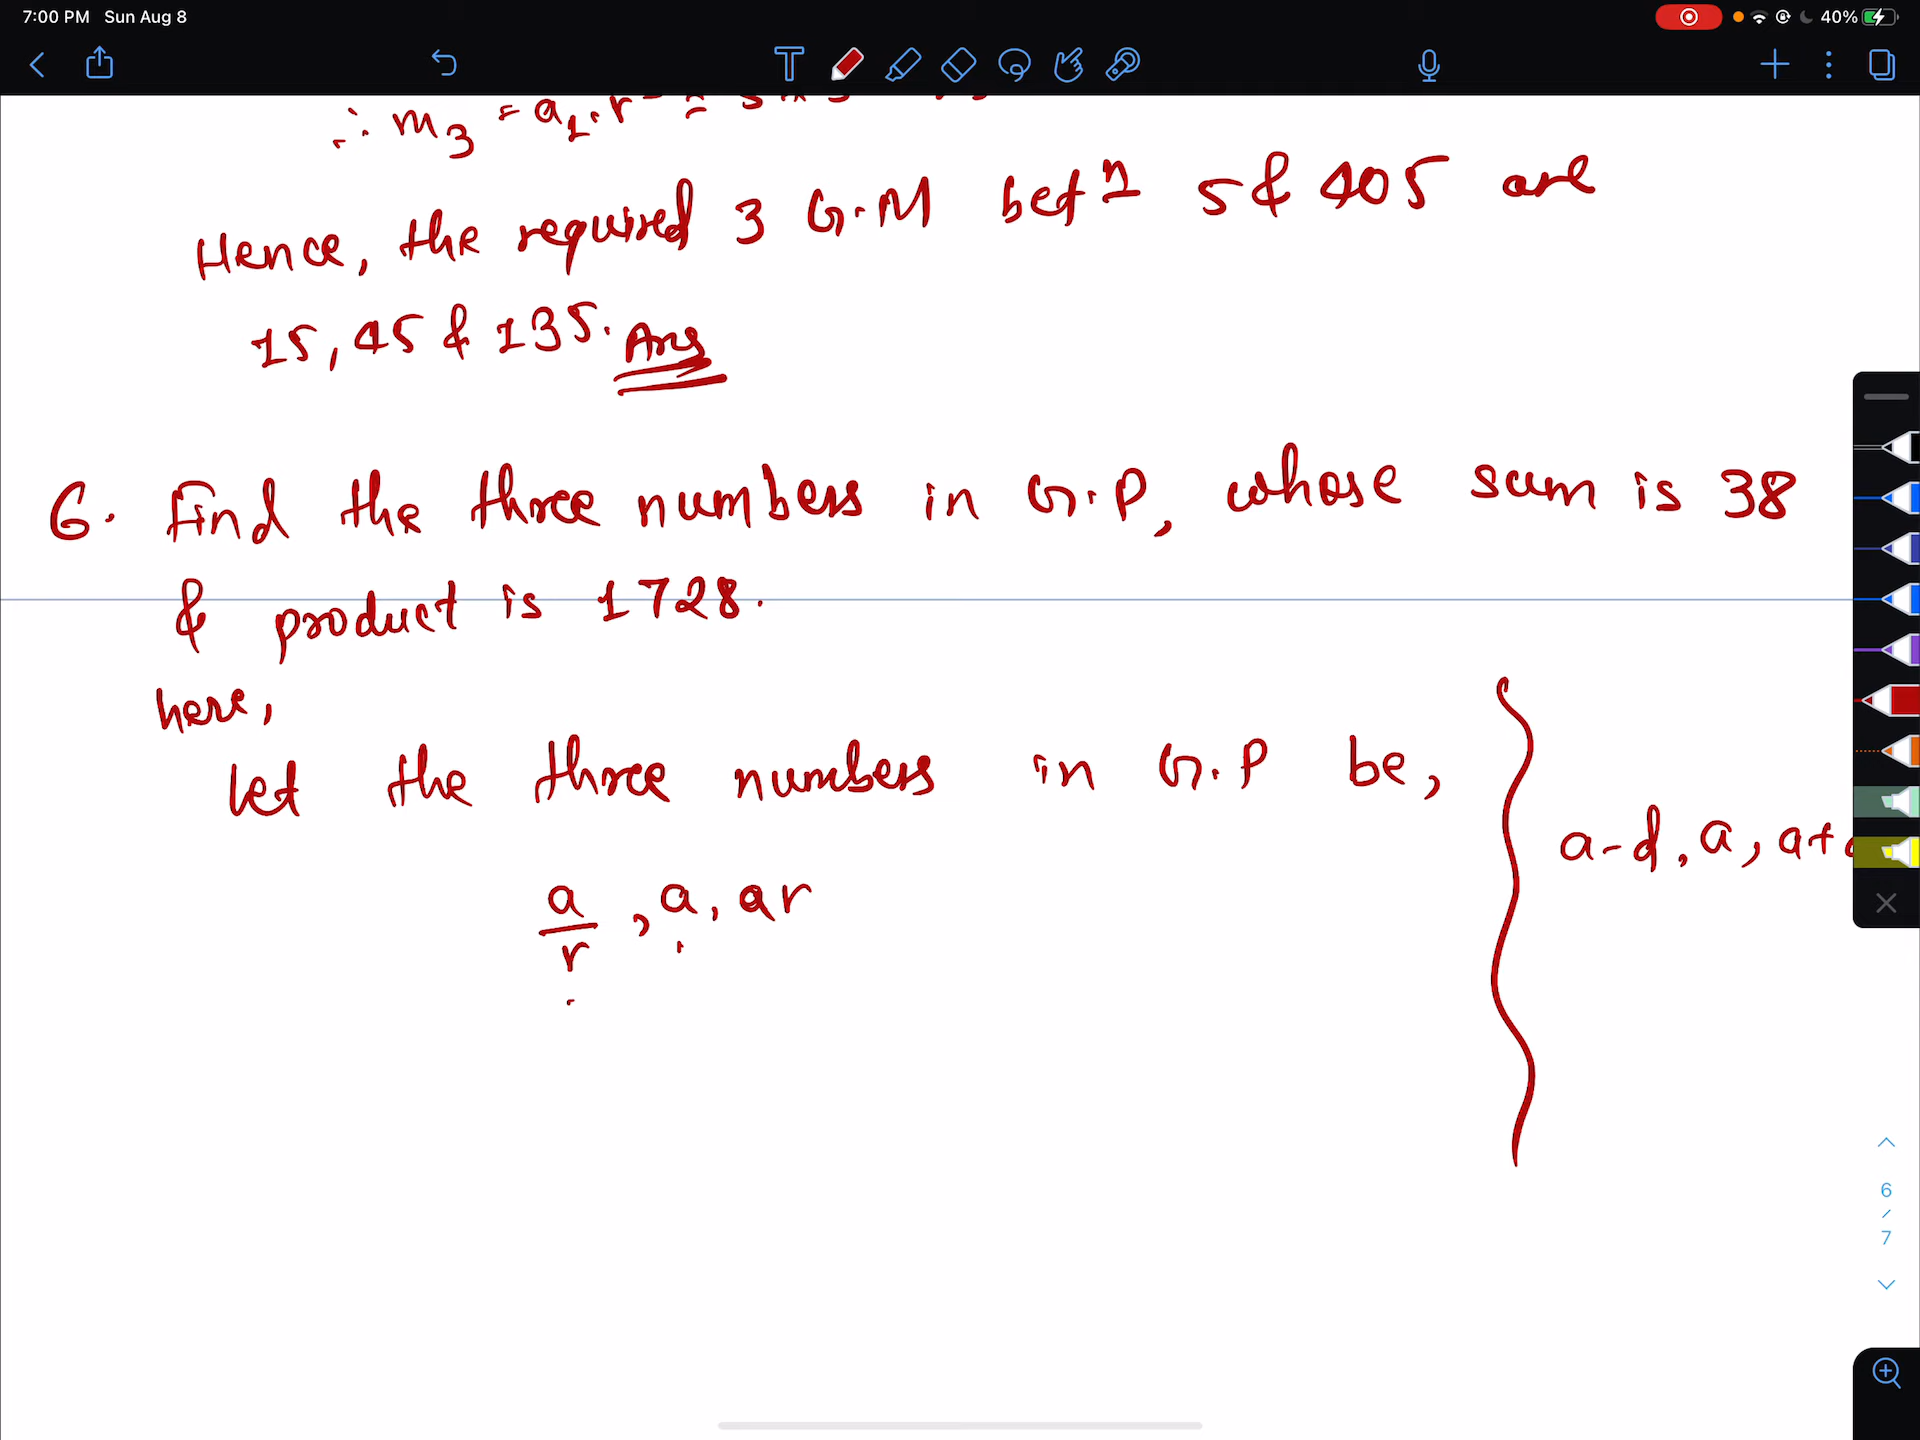 7:00 PM Sun Aug 8
40%
∴ m₃ = a₁.r
Hence, the required 3 G.M betn 5 & 405 are
15, 45 & 135. Ans
6. Find the three numbers in G.P, whose sum is 38
& product is 1728.
here,
let the three numbers in G.P be,
a-d, a, a+
a/r, a, ar
6
/
7